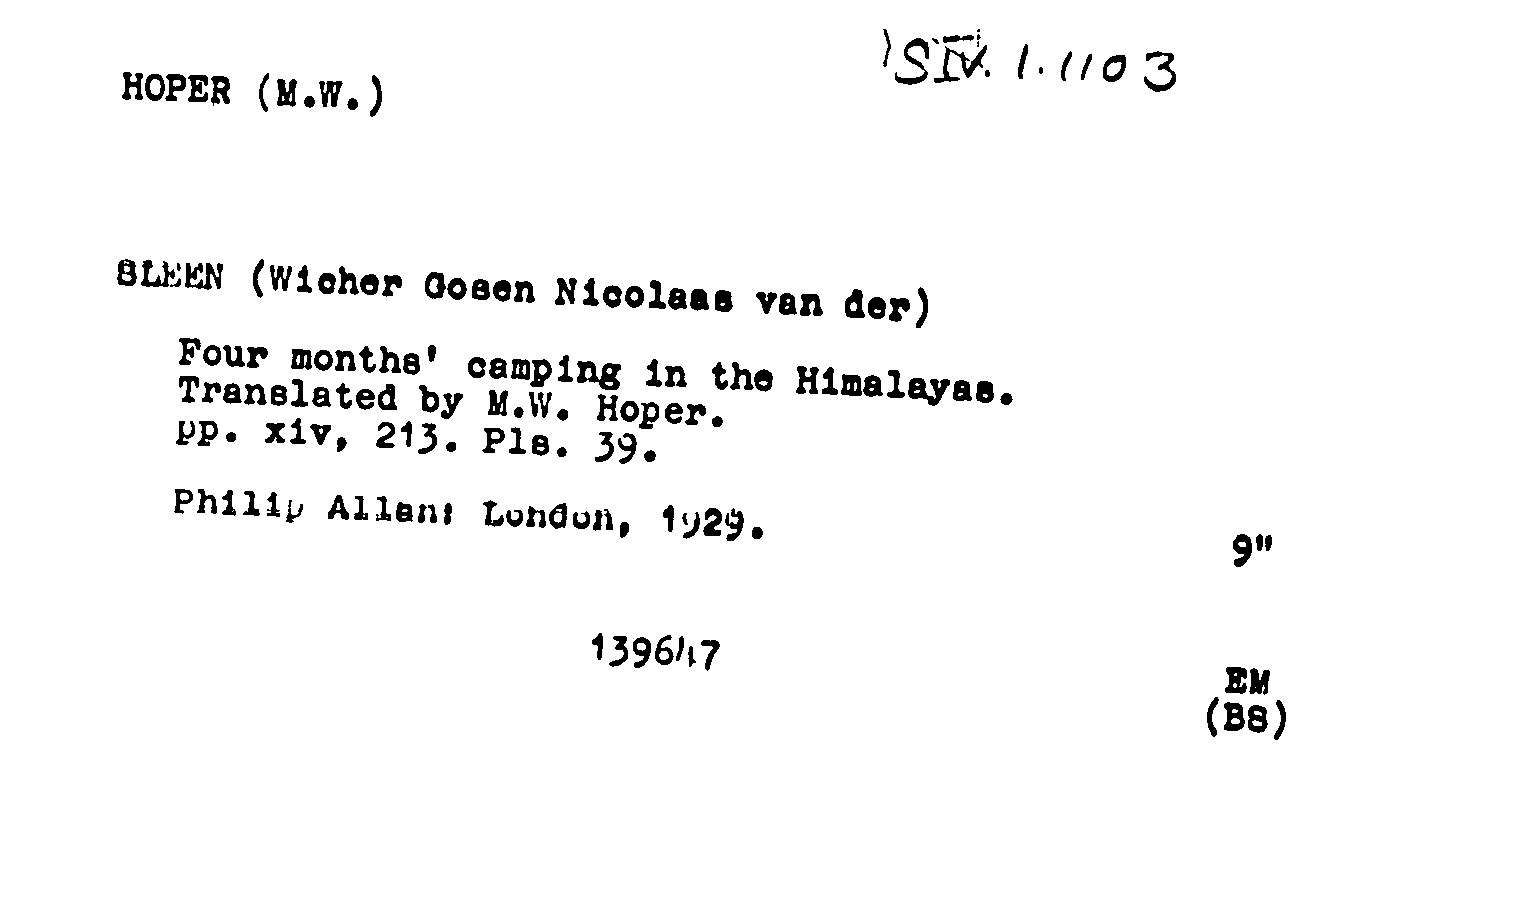 HOPER (M.W.)
SIV. 1.1103
SLEEN (Wicher Gosen Nicolaas van der)
Four months' camping in the Himalayas.
Translated by M.W. Hoper.
pp. xiv, 213. Pls. 39.
Philip Allan: London, 1929.
9"
EM
(BS)